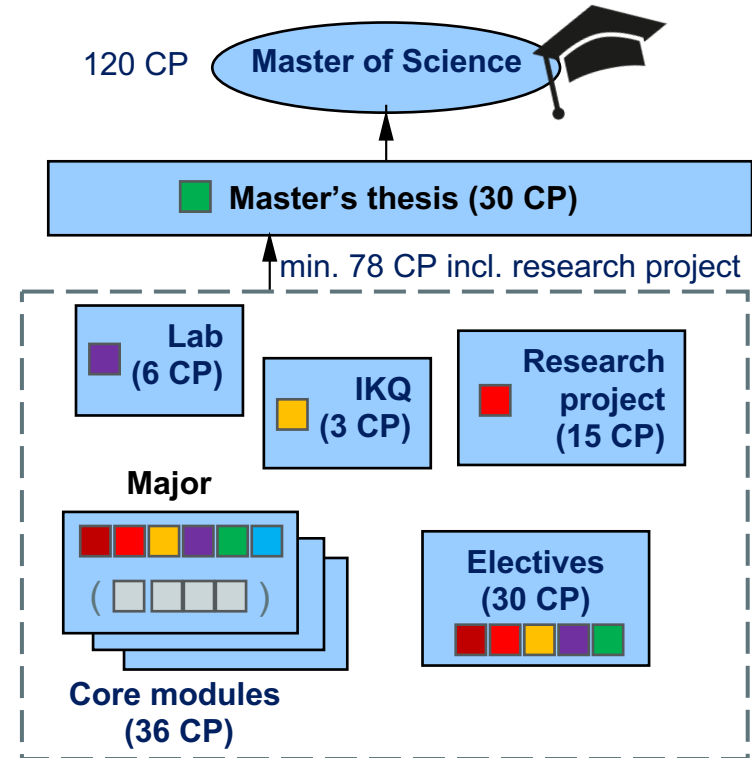 120 CP
Master of Science
Master's thesis (30 CP)
min. 78 CP incl. research project
Lab
(6 CP)
IKQ
(3 CP)
Research
project
(15 CP)
Major
( )
Core modules
(36 CP)
Electives
(30 CP)